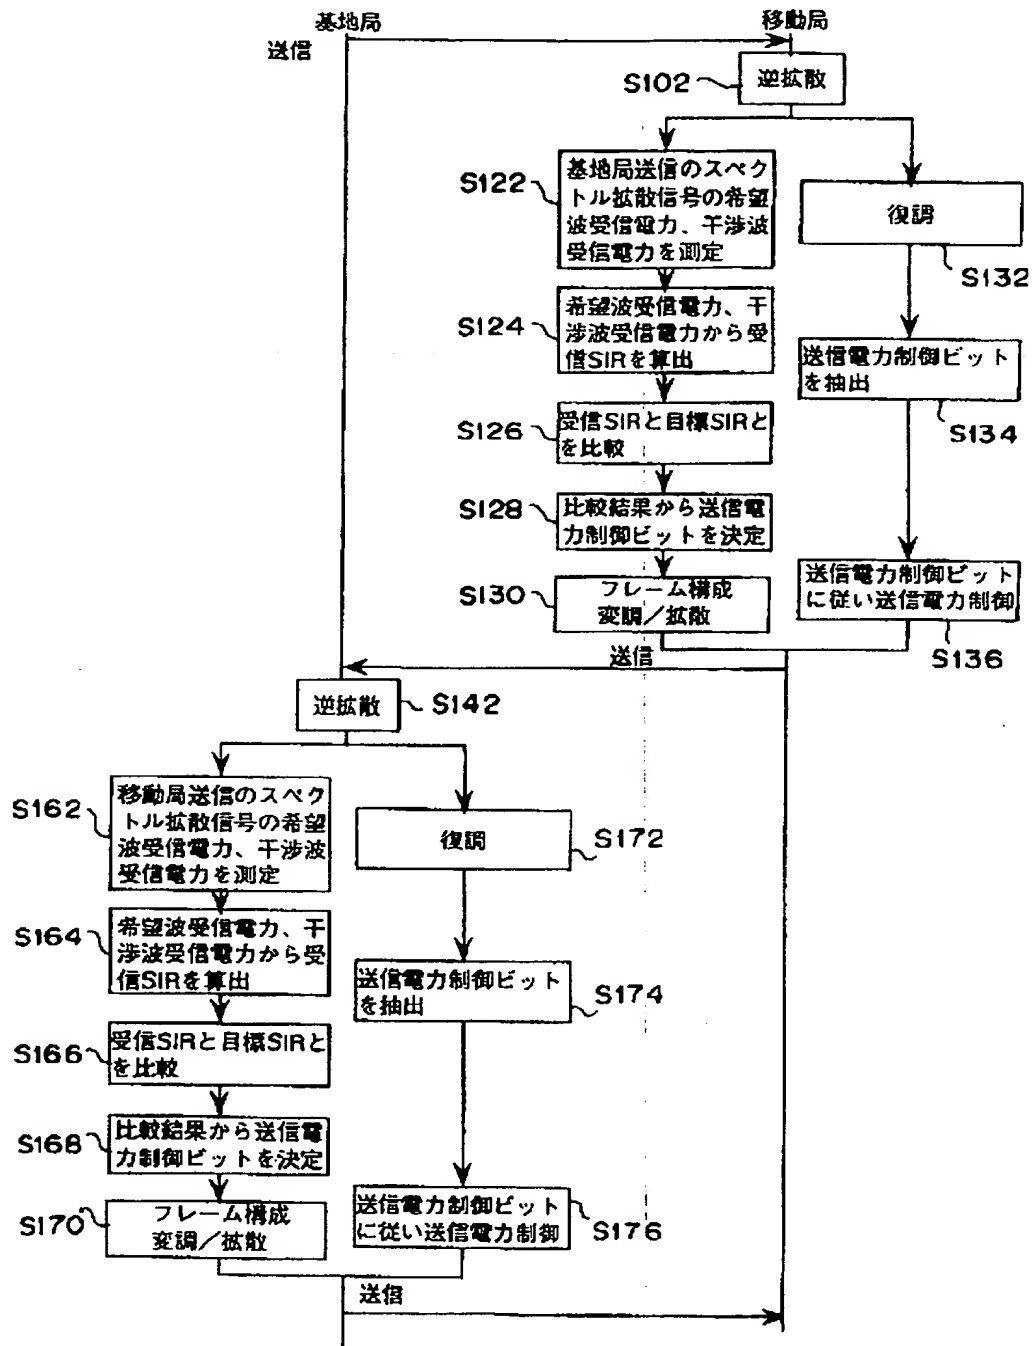 基地局
移動局
送信
S102
逆拡散
S122
基地局送信のスペク
トル拡散信号の希望
波受信電力、干渉波
受信電力を測定
復調
S132
S124
希望波受信電力、干
渉波受信電力から受
信SIRを算出
送信電力制御ビット
を抽出
S134
S126
受信SIRと目標SIRと
を比較
S128
比較結果から送信電
力制御ビットを決定
S130
フレーム構成
変調／拡散
送信電力制御ビット
に従い送信電力制御
S136
送信
逆拡散
S142
S162
移動局送信のスペク
トル拡散信号の希望
波受信電力、干渉波
受信電力を測定
復調
S172
S164
希望波受信電力、干
渉波受信電力から受
信SIRを算出
送信電力制御ビット
を抽出
S174
S166
受信SIRと目標SIRと
を比較
S168
比較結果から送信電
力制御ビットを決定
S170
フレーム構成
変調／拡散
送信電力制御ビット
に従い送信電力制御
S176
送信